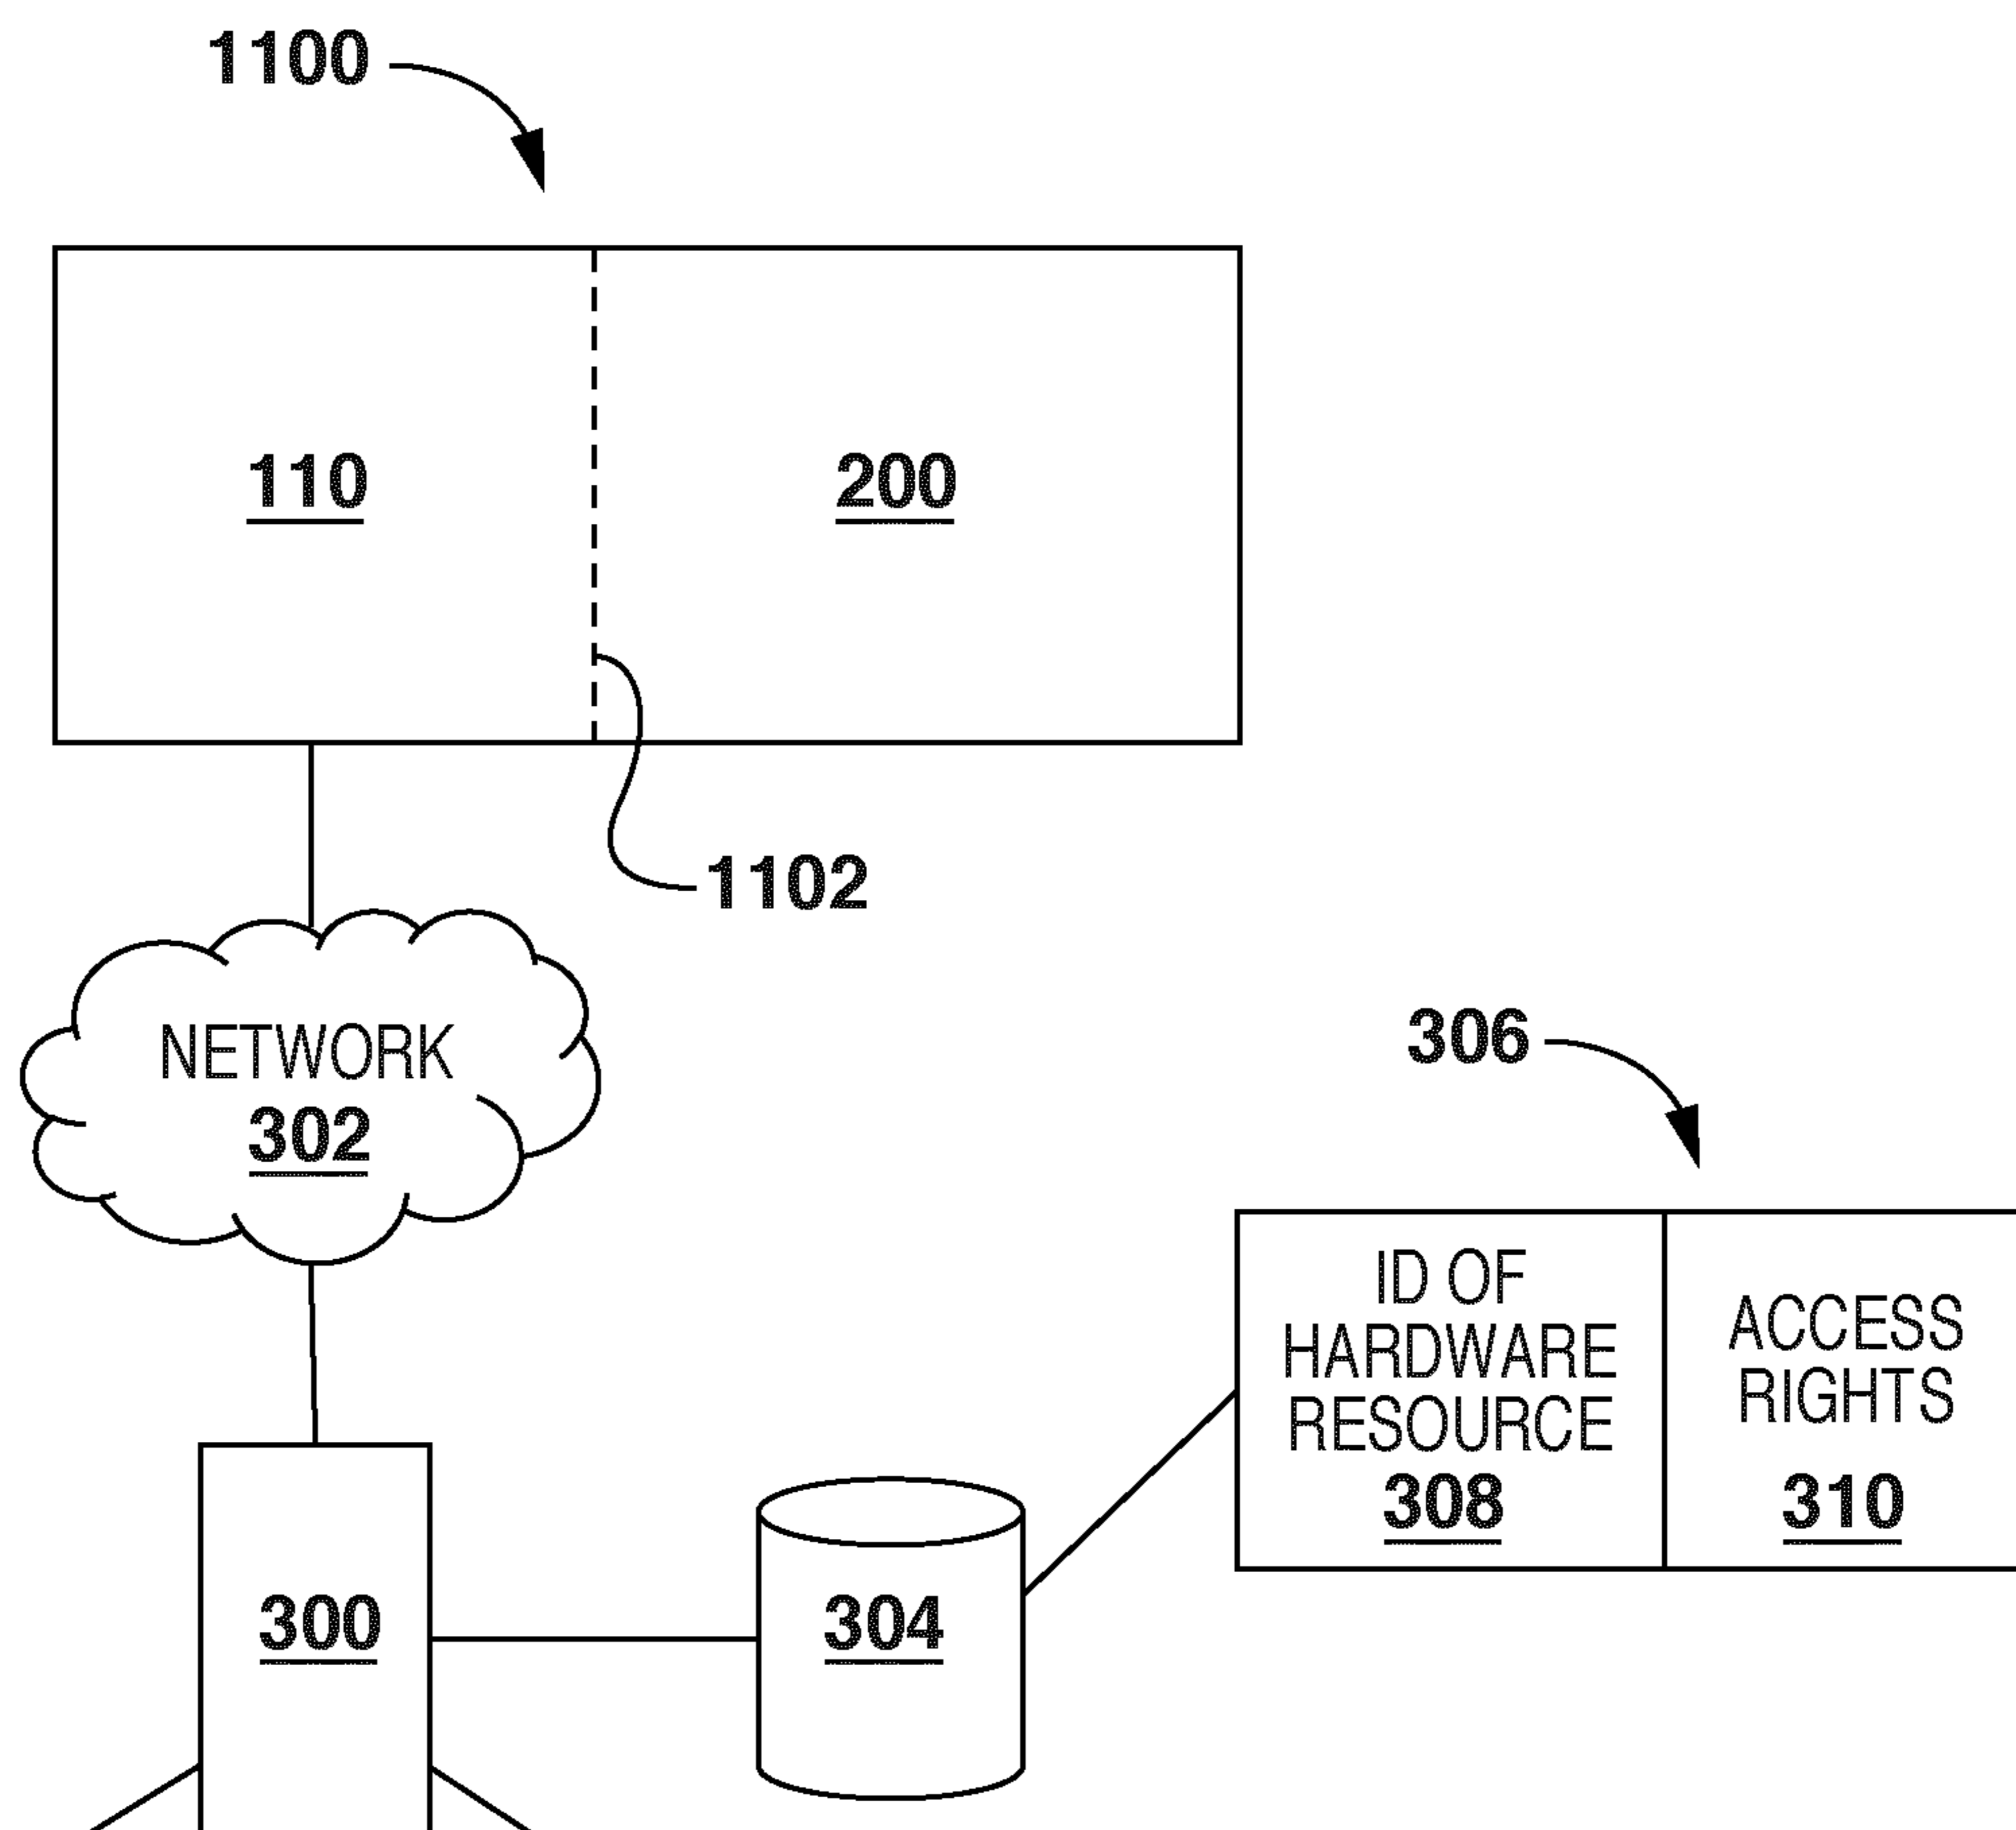 1100
110
200
1102
NETWORK
302
306
ID OF
HARDWARE
RESOURCE
308
ACCESS
RIGHTS
310
300
304